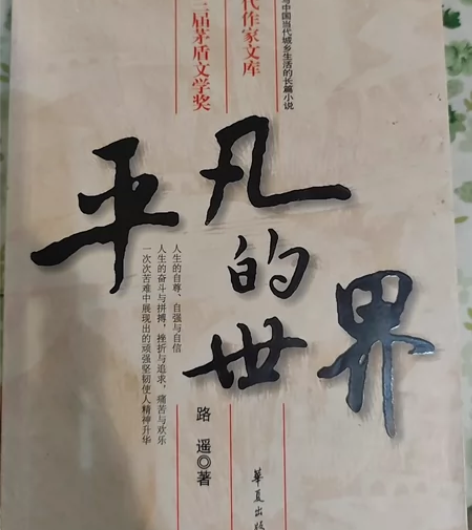 写中国当代城乡生活的长篇小说
代作家文库
三届茅盾文学奖
平凡
的
世界
人生的自尊、自强与自信
人生的奋斗与拼搏，挫折与追求，痛苦与欢乐
一次次苦难中展现出的顽强坚韧使人精神升华
路遥◎著
华夏出版